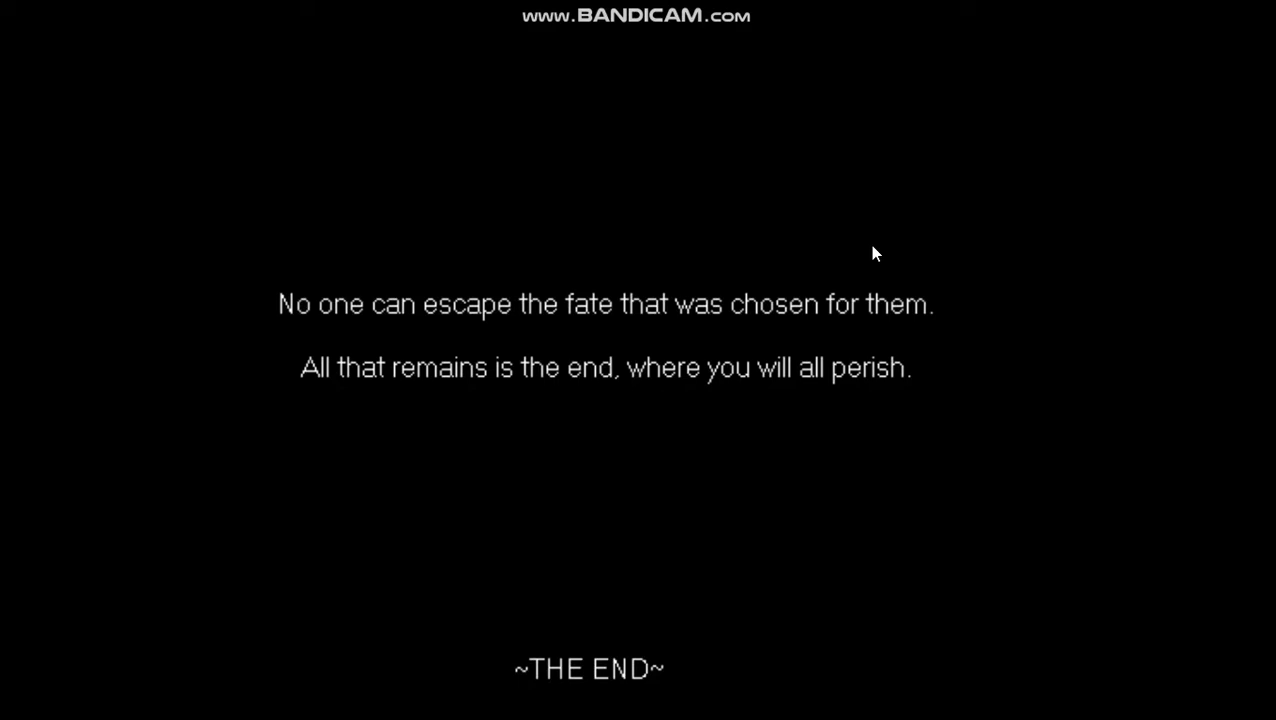 www.BANDICAM.com
No one can escape the fate that was chosen for them.
All that remains is the end, where you will all perish.
~THE END~